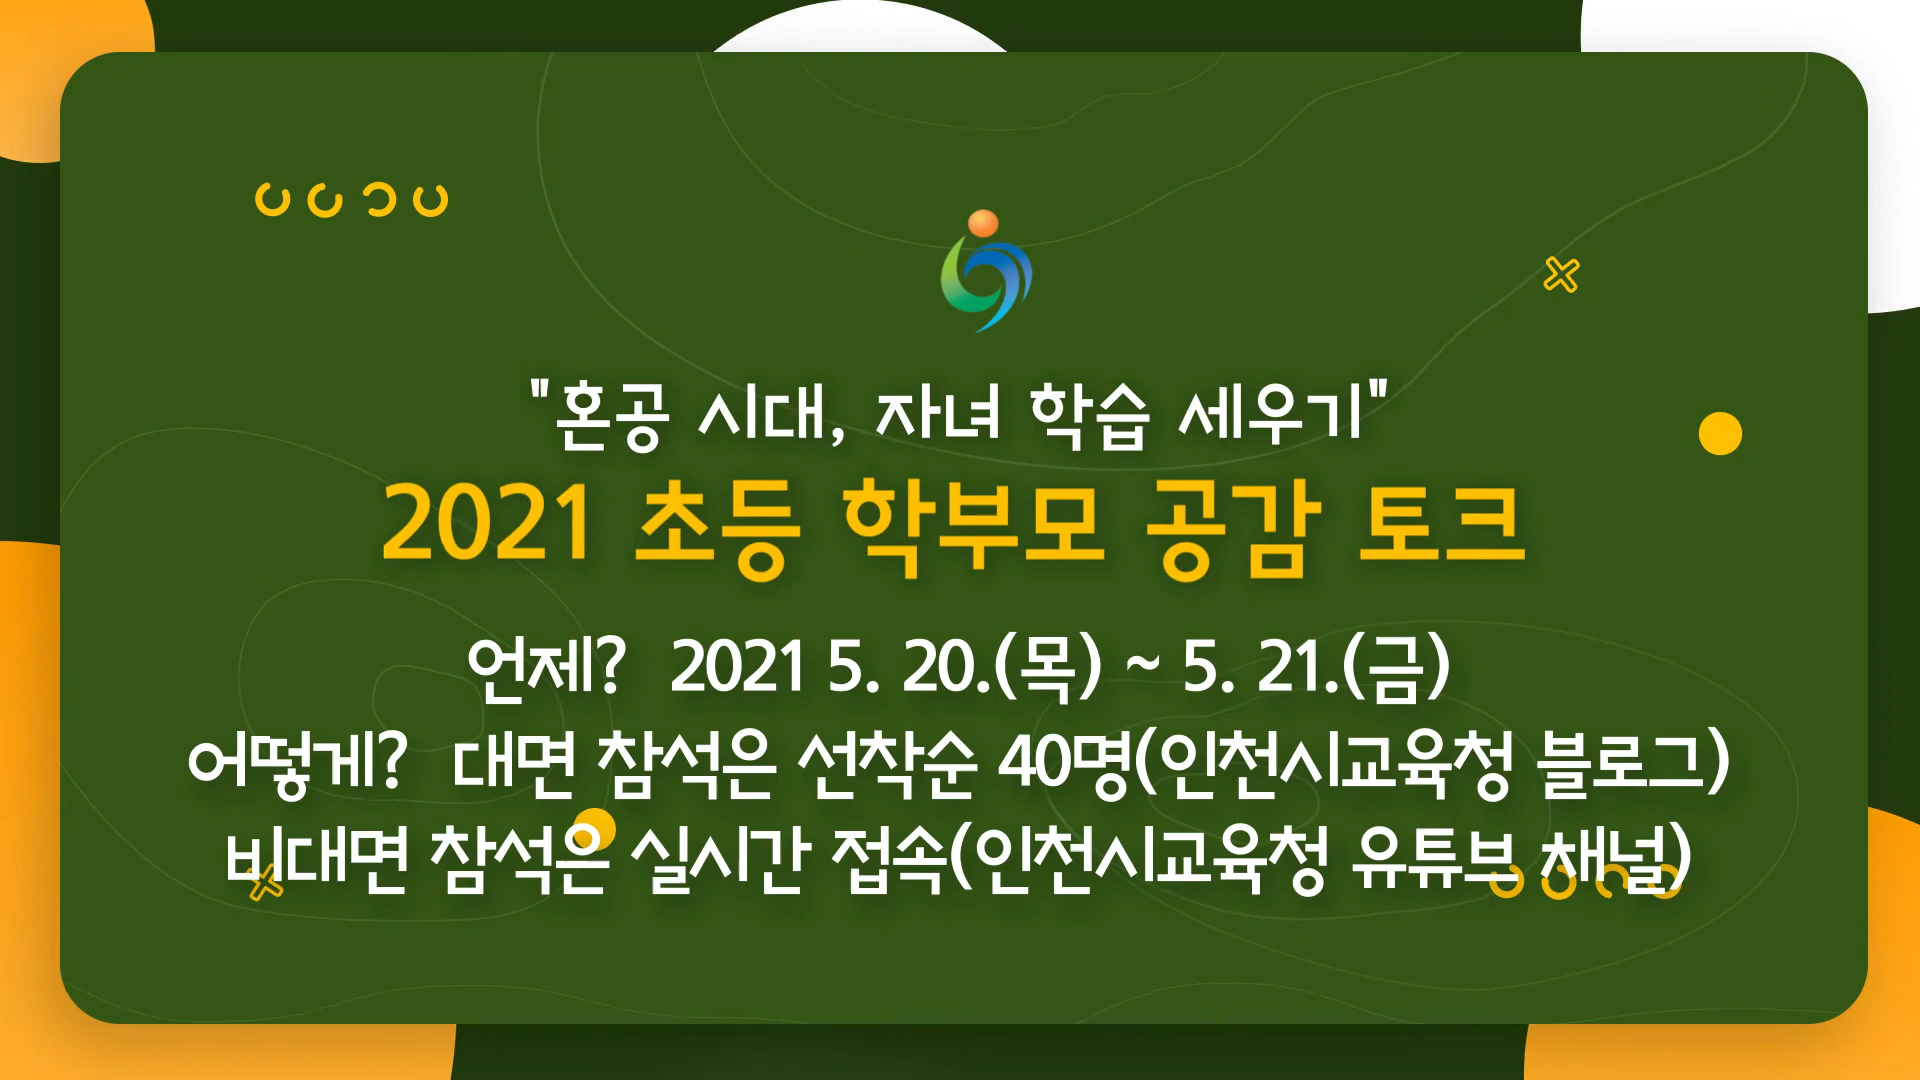 "혼공 시대, 자녀 학습 세우기"
2021 초등 학부모 공감 토크
언제? 2021 5. 20.(목) ~ 5. 21.(금)
어떻게? 대면 참석은 선착순 40명(인천시교육청 블로그)
비대면 참석은 실시간 접속(인천시교육청 유튜브 채널)